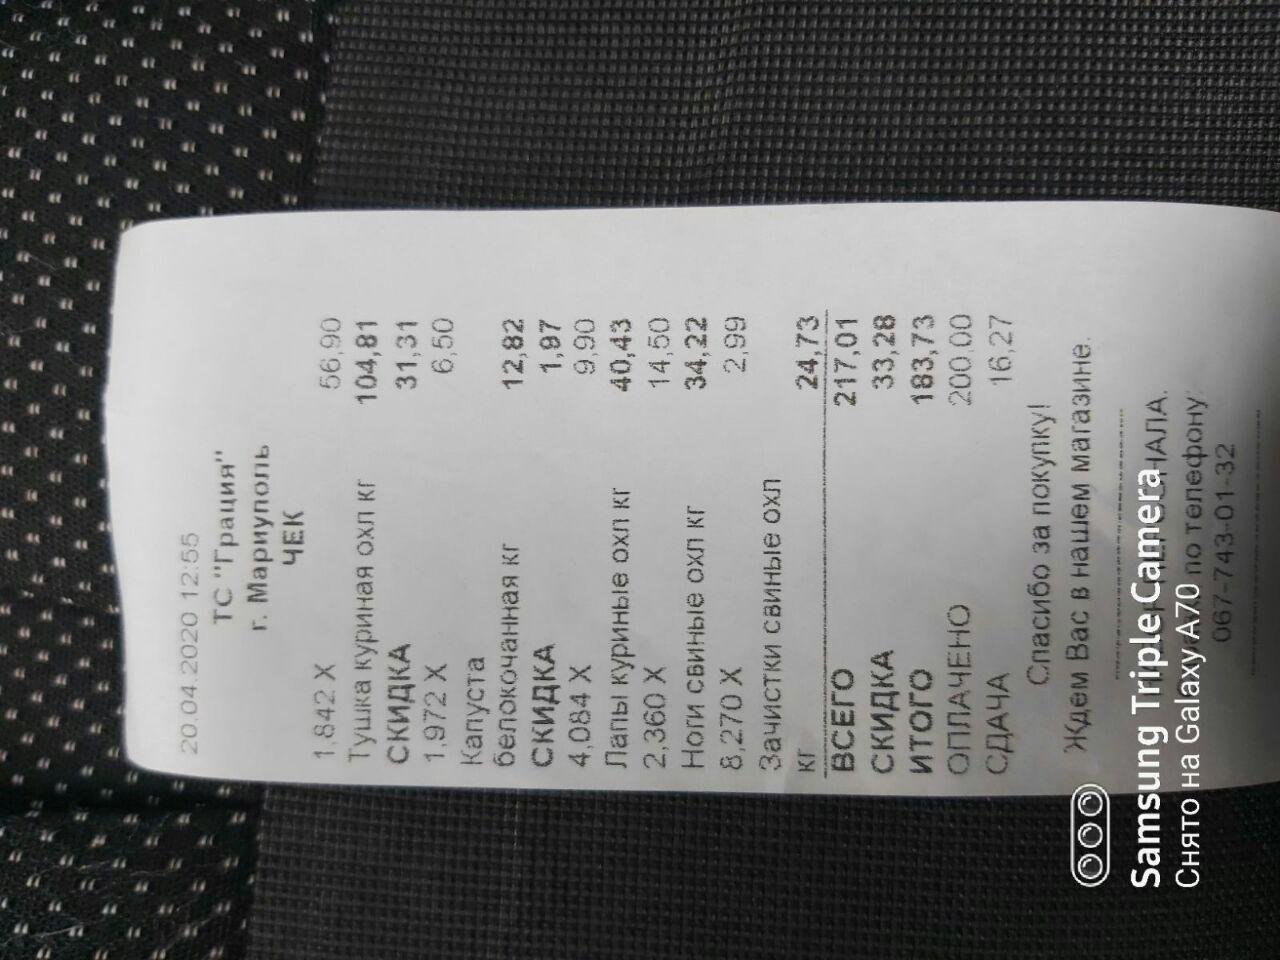 20.04.2020 12:55
ТС "Грация"
г. Мариуполь
ЧЕК
1,842 X 56,90
Тушка куриная охл кг 104,81
СКИДКА 31,31
1,972 X 6,50
Капуста
белокочанная кг 12,82
СКИДКА 1,97
4,084 X 9,90
Лапы куриные охл кг 40,43
2,360 X 14,50
Ноги свиные охл кг 34,22
8,270 X 2,99
Зачистки свиные охл
кг 24,73
ВСЕГО 217,01
СКИДКА 33,28
ИТОГО 183,73
ОПЛАЧЕНО 200,00
СДАЧА 16,27
Спасибо за покупку!
Ждем Вас в нашем магазине.
по телефону
067-743-01-32
Samsung Triple Camera
Снято на Galaxy A70